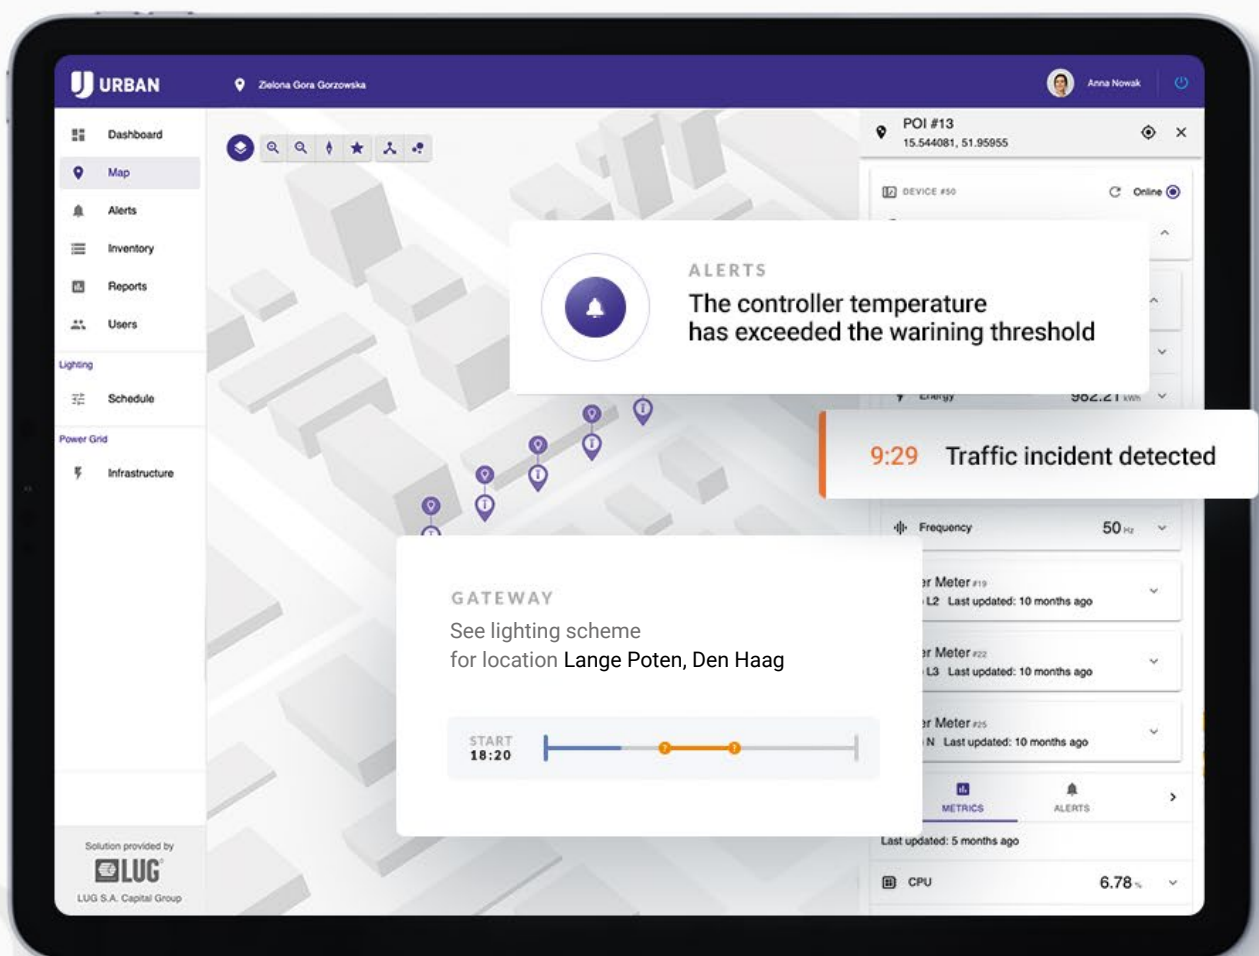 URBAN
Zielona Gora Gorzowska
Anna Nowak
Dashboard
Map
Alerts
Inventory
Reports
Users
Lighting
Schedule
Power Grid
Infrastructure
Solution provided by
LUG
LUG S.A. Capital Group
POI #13
15.544081, 51.95955
DEVICE #50
Online
ALERTS
The controller temperature
has exceeded the warining threshold
Energy 982.21 kWh
9:29 Traffic incident detected
Frequency 50 Hz
Meter #19
L2 Last updated: 10 months ago
Meter #22
L3 Last updated: 10 months ago
Meter #25
N Last updated: 10 months ago
GATEWAY
See lighting scheme
for location Lange Poten, Den Haag
START
18:20
METRICS
ALERTS
Last updated: 5 months ago
CPU 6.78 %